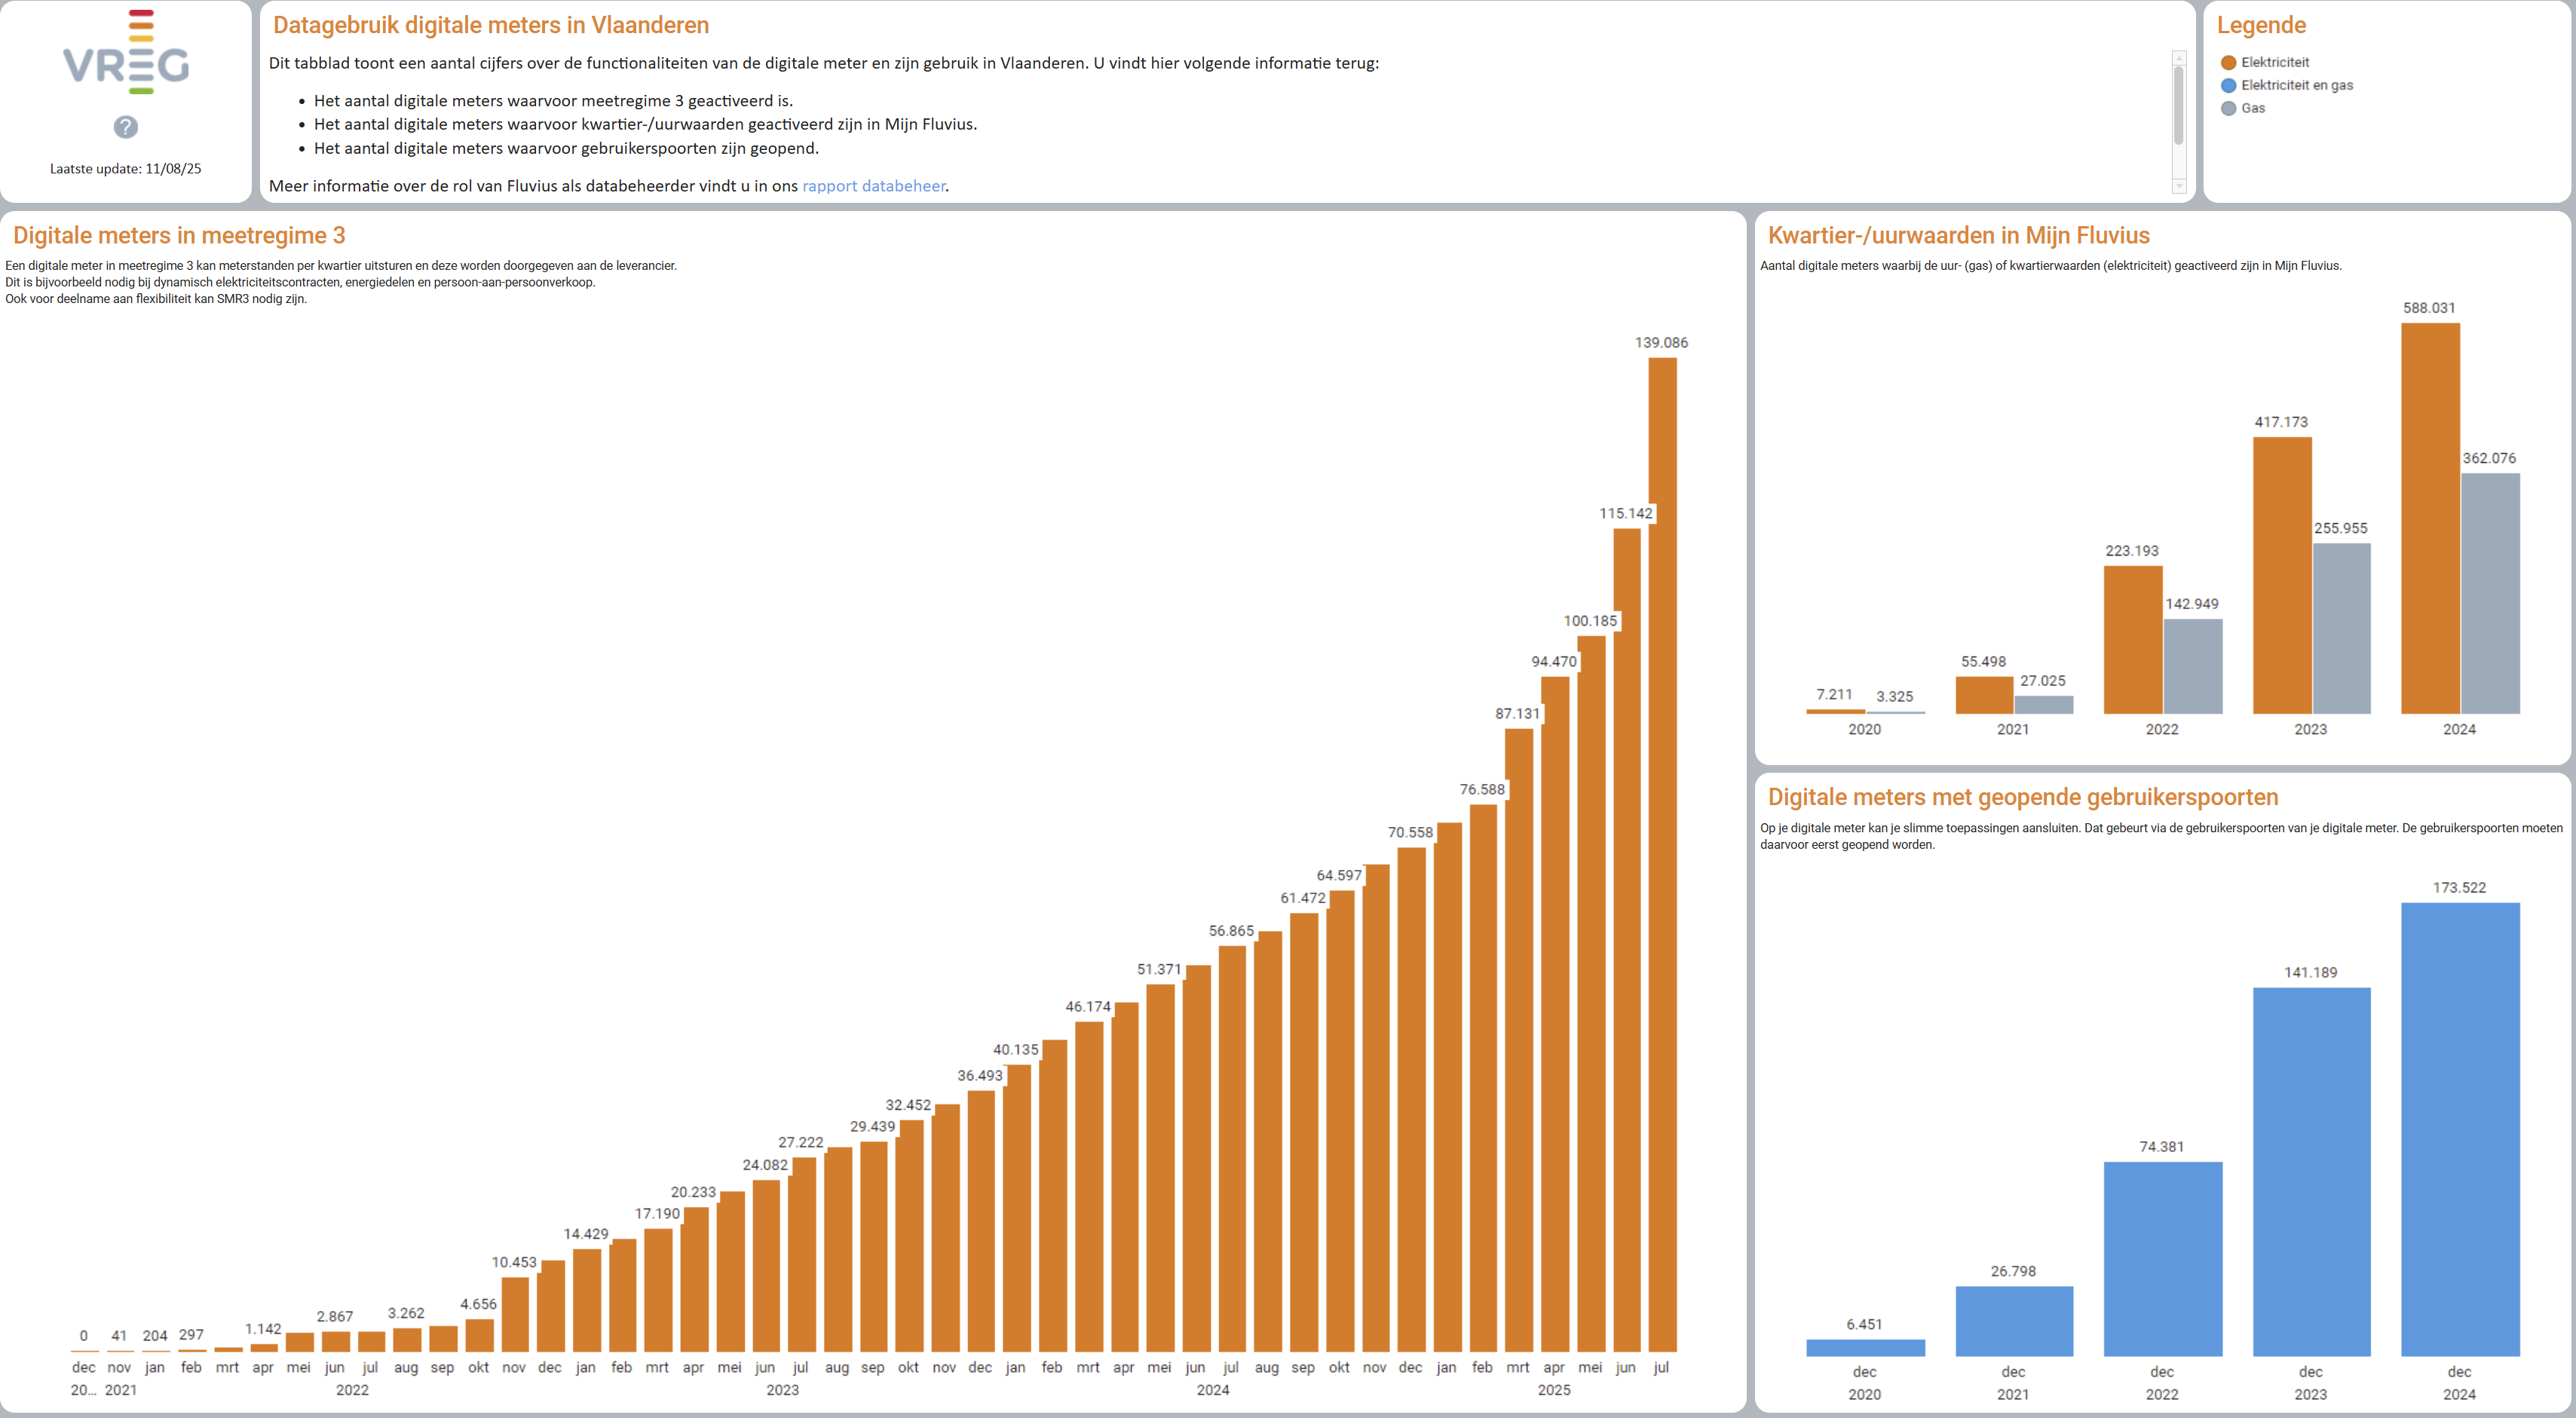 VREG
?
Laatste update: 11/08/25
Datagebruik digitale meters in Vlaanderen
Dit tabblad toont een aantal cijfers over de functionaliteiten van de digitale meter en zijn gebruik in Vlaanderen. U vindt hier volgende informatie terug:
• Het aantal digitale meters waarvoor meetregime 3 geactiveerd is.
• Het aantal digitale meters waarvoor kwartier-/uurwaarden geactiveerd zijn in Mijn Fluvius.
• Het aantal digitale meters waarvoor gebruikerspoorten zijn geopend.
Meer informatie over de rol van Fluvius als databeheerder vindt u in ons rapport databeheer.
Legende
Elektriciteit
Elektriciteit en gas
Gas
Digitale meters in meetregime 3
Een digitale meter in meetregime 3 kan meterstanden per kwartier uitsturen en deze worden doorgegeven aan de leverancier.
Dit is bijvoorbeeld nodig bij dynamisch elektriciteitscontracten, energiedelen en persoon-aan-persoonverkoop.
Ook voor deelname aan flexibiliteit kan SMR3 nodig zijn.
139.086
115.142
100.185
94.470
87.131
76.588
70.558
64.597
61.472
56.865
51.371
46.174
40.135
36.493
32.452
29.439
27.222
24.082
20.233
17.190
14.429
10.453
4.656
0 41 204 297 1.142 2.867 3.262
dec nov jan feb mrt apr mei jun jul aug sep okt nov dec jan feb mrt apr mei jun jul aug sep okt nov dec jan feb mrt apr mei jun jul aug sep okt nov dec jan feb mrt apr mei jun jul
20... 2021 2022 2023 2024 2025
Kwartier-/uurwaarden in Mijn Fluvius
Aantal digitale meters waarbij de uur- (gas) of kwartierwaarden (elektriciteit) geactiveerd zijn in Mijn Fluvius.
588.031
417.173
362.076
255.955
223.193
142.949
55.498
27.025
7.211 3.325
2020 2021 2022 2023 2024
Digitale meters met geopende gebruikerspoorten
Op je digitale meter kan je slimme toepassingen aansluiten. Dat gebeurt via de gebruikerspoorten van je digitale meter. De gebruikerspoorten moeten
daarvoor eerst geopend worden.
173.522
141.189
74.381
26.798
6.451
dec dec dec dec dec
2020 2021 2022 2023 2024